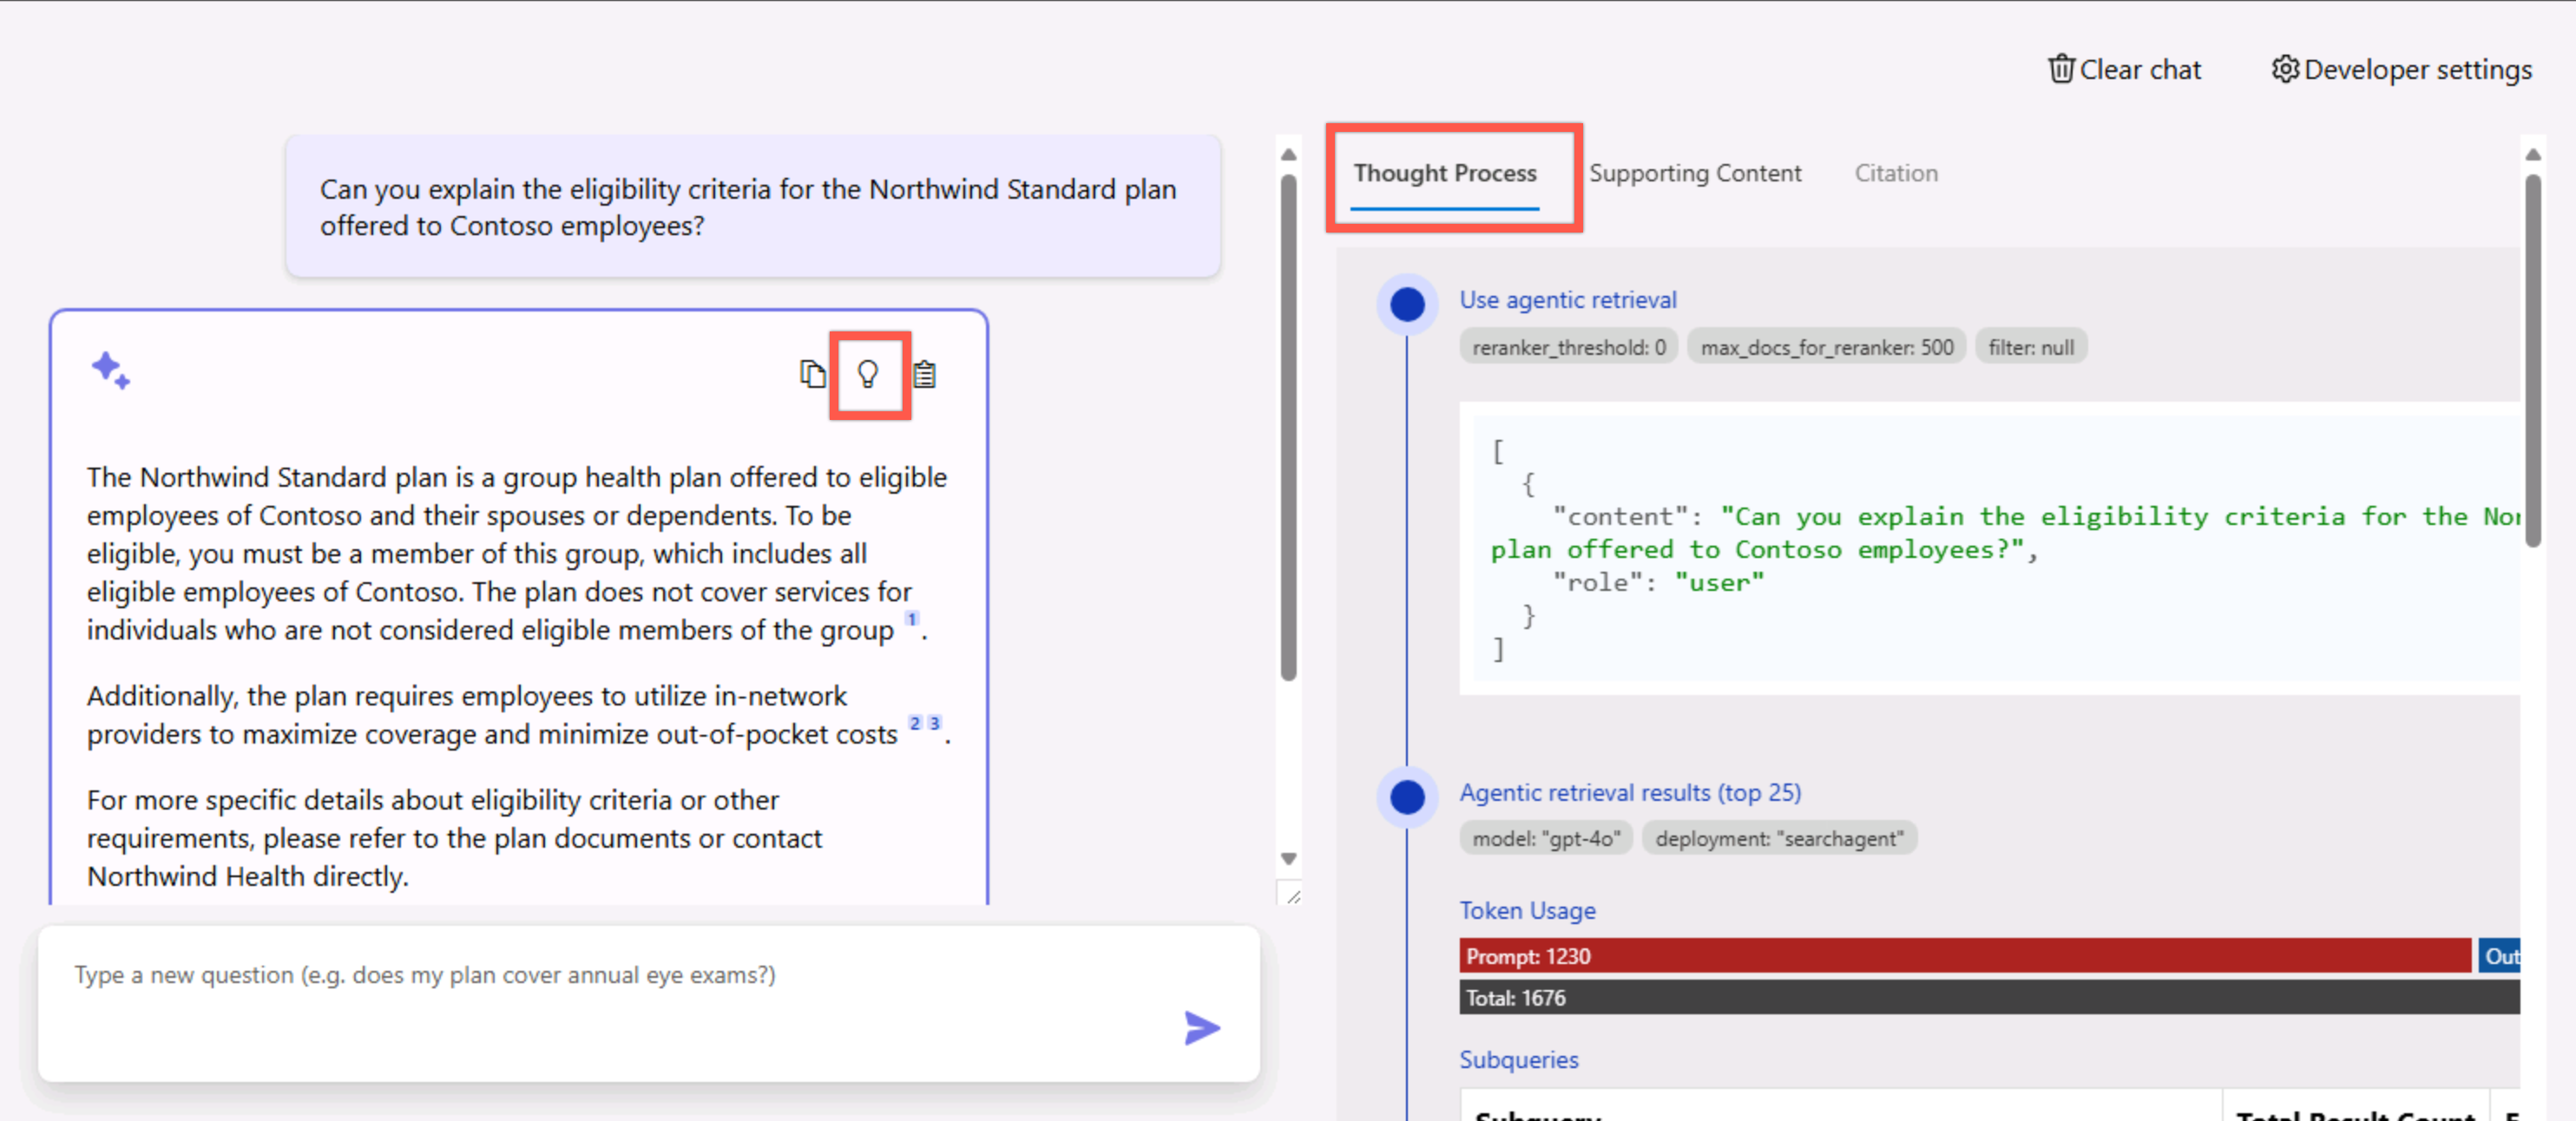 Clear chat
Developer settings
Can you explain the eligibility criteria for the Northwind Standard plan
offered to Contoso employees?
The Northwind Standard plan is a group health plan offered to eligible
employees of Contoso and their spouses or dependents. To be
eligible, you must be a member of this group, which includes all
eligible employees of Contoso. The plan does not cover services for
individuals who are not considered eligible members of the group 1.
Additionally, the plan requires employees to utilize in-network
providers to maximize coverage and minimize out-of-pocket costs 2 3.
For more specific details about eligibility criteria or other
requirements, please refer to the plan documents or contact
Northwind Health directly.
Type a new question (e.g. does my plan cover annual eye exams?)
Thought Process
Supporting Content
Citation
Use agentic retrieval
reranker_threshold: 0
max_docs_for_reranker: 500
filter: null
[
{
"content": "Can you explain the eligibility criteria for the
plan offered to Contoso employees?",
"role": "user"
}
]
Agentic retrieval results (top 25)
model: "gpt-4o"
deployment: "searchagent"
Token Usage
Prompt: 1230
Total: 1676
Subqueries
Subquery
Total Result Count